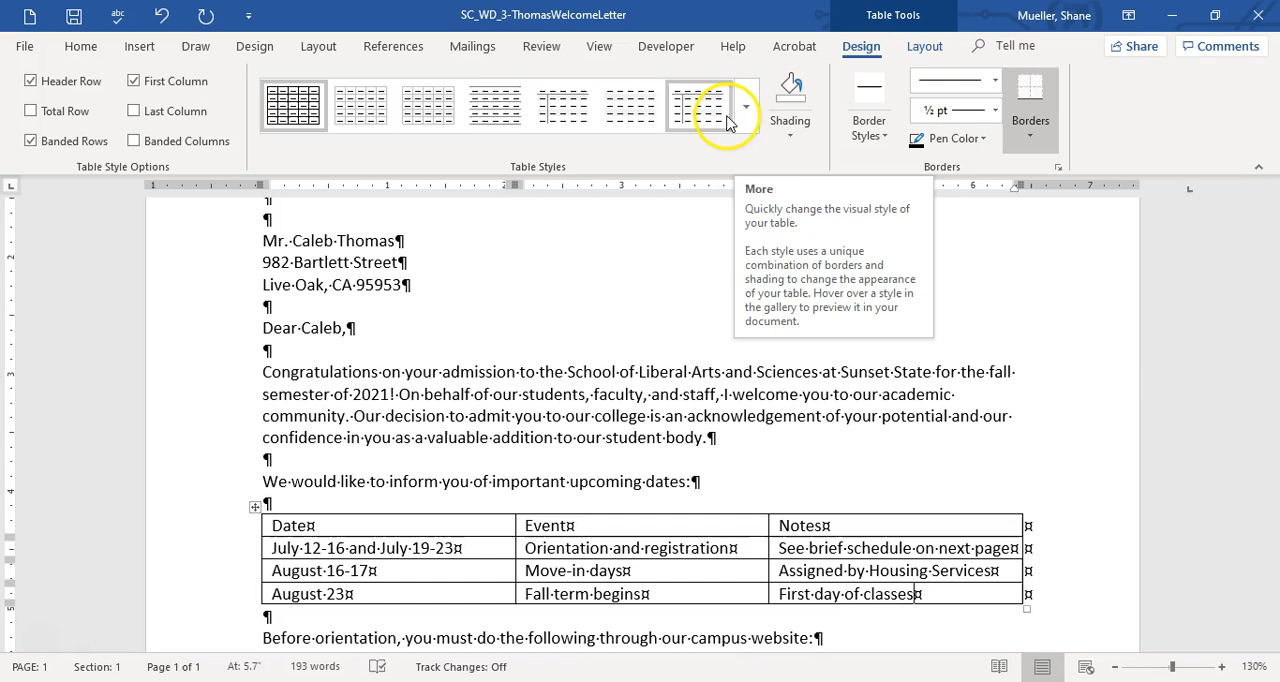 SC_WD_3-ThomasWelcomeLetter
Table Tools
Mueller, Shane
File Home Insert Draw Design Layout References Mailings Review View Developer Help Acrobat Design Layout Tell me Share Comments
Header Row First Column
Total Row Last Column
Banded Rows Banded Columns
Table Style Options
Table Styles
Shading
Border Styles
½ pt
Pen Color
Borders
Borders
1 1 2 3 6 7
More
Quickly change the visual style of
your table.
Each style uses a unique
combination of borders and
shading to change the appearance
of your table. Hover over a style in
the gallery to preview it in your
document.
¶
¶
Mr.·Caleb·Thomas¶
982·Bartlett·Street¶
Live·Oak,·CA·95953¶
¶
Dear·Caleb,¶
¶
Congratulations·on·your·admission·to·the·School·of·Liberal·Arts·and·Sciences·at·Sunset·State·for·the·fall·
semester·of·2021!·On·behalf·of·our·students,·faculty,·and·staff,·I·welcome·you·to·our·academic·
community.·Our·decision·to·admit·you·to·our·college·is·an·acknowledgement·of·your·potential·and·our·
confidence·in·you·as·a·valuable·addition·to·our·student·body.¶
¶
We·would·like·to·inform·you·of·important·upcoming·dates:¶
¶
Date¤ Event¤ Notes¤ ¤
July·12-16·and·July·19-23¤ Orientation·and·registration¤ See·brief·schedule·on·next·page¤ ¤
August·16-17¤ Move-in·days¤ Assigned·by·Housing·Services¤ ¤
August·23¤ Fall·term·begins¤ First·day·of·classes¤ ¤
¶
Before·orientation,·you·must·do·the·following·through·our·campus·website:¶
2
3
4
5
PAGE: 1 Section: 1 Page 1 of 1 At: 5.7" 193 words Track Changes: Off 130%